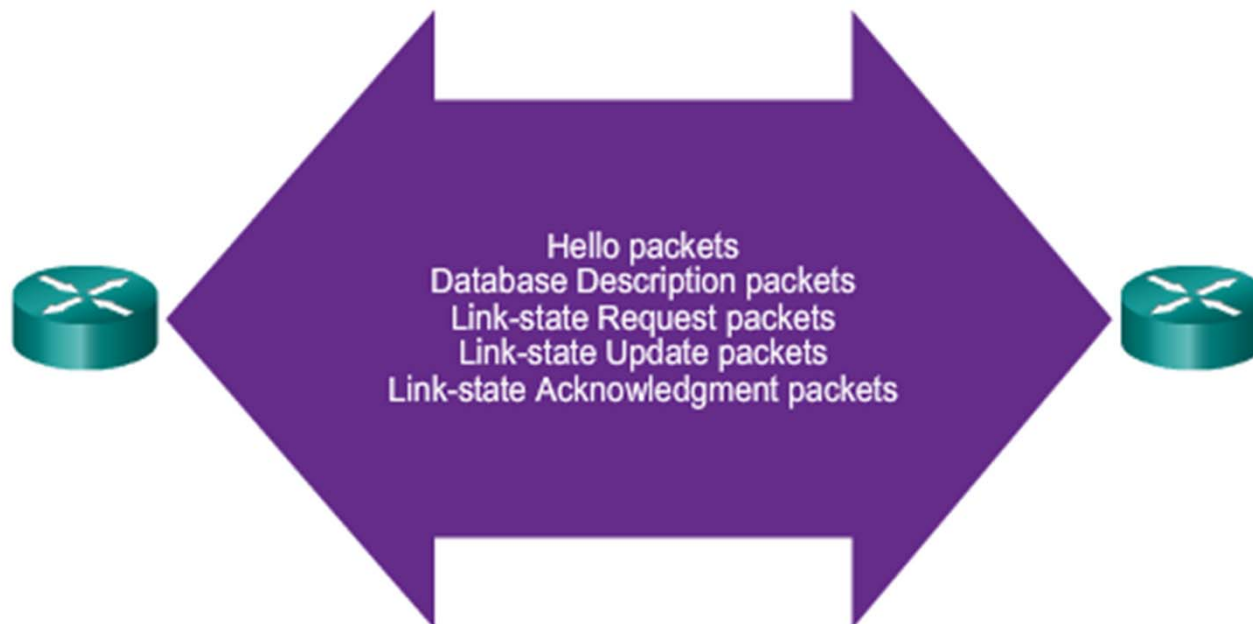 Hello packets
Database Description packets
Link-state Request packets
Link-state Update packets
Link-state Acknowledgment packets